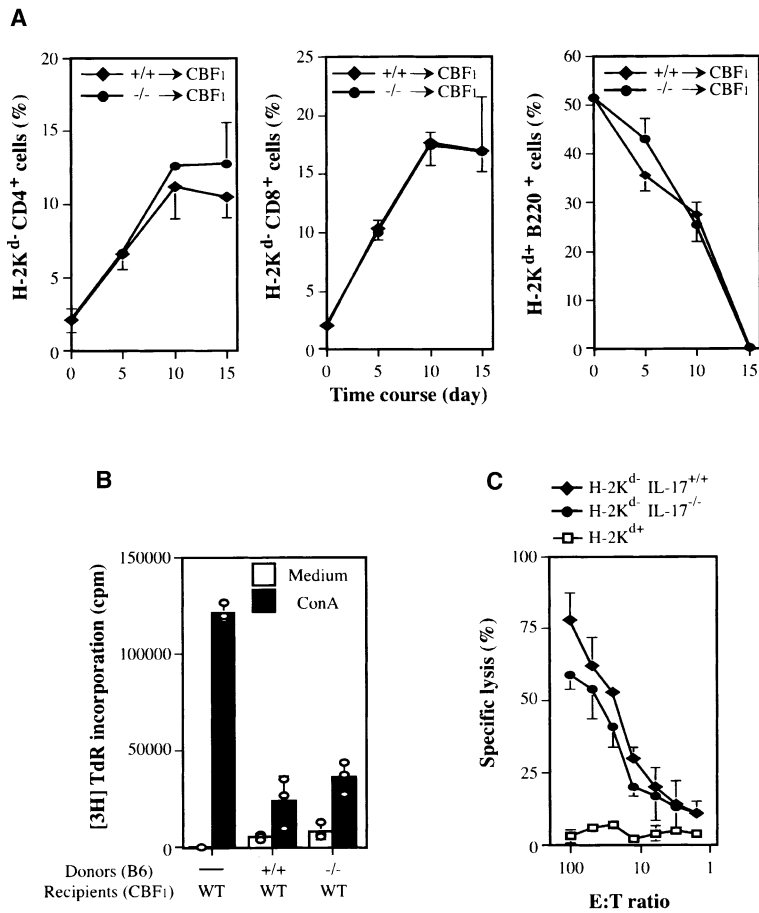 A
H-2Kd- CD4+ cells (%)
20
15
10
5
0
+/+ → CBF1
-/- → CBF1
0 5 10 15
H-2Kd- CD8+ cells (%)
25
20
15
10
5
0
+/+ → CBF1
-/- → CBF1
0 5 10 15
H-2Kd+ B220 + cells (%)
60
50
40
30
20
10
0
+/+ → CBF1
-/- → CBF1
0 5 10 15
Time course (day)
B
[3H] TdR incorporation (cpm)
150000
100000
50000
0
Medium
ConA
Donors (B6) — +/+ -/-
Recipients (CBF1) WT WT WT
C
H-2Kd- IL-17+/+
H-2Kd- IL-17-/-
H-2Kd+
Specific lysis (%)
100
75
50
25
0
100 10 1
E:T ratio